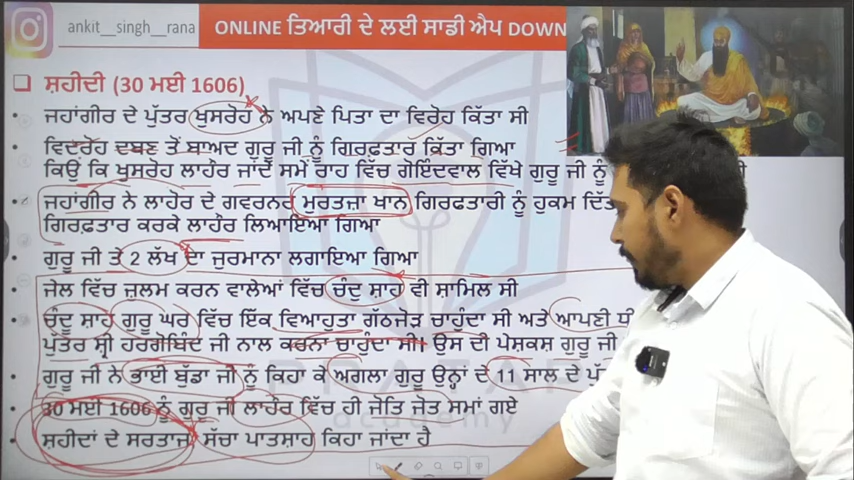 ankit__singh_rana
ONLINE ਤਿਆਰੀ ਦੇ ਲਈ ਸਾਡੀ ਐਪ DOWN
ਸ਼ਹੀਦੀ (30 ਮਈ 1606)
ਜਹਾਂਗੀਰ ਦੇ ਪੁੱਤਰ ਖੁਸਰੋਹ ਨੇ ਅਪਣੇ ਪਿਤਾ ਦਾ ਵਿਰੋਹ ਕਿੱਤਾ ਸੀ
ਵਿਦਰੋਹ ਦਬਣ ਤੋਂ ਬਾਅਦ ਗੁਰੂ ਜੀ ਨੂੰ ਗਿਰਫ਼ਤਾਰ ਕਿੱਤਾ ਗਿਆ
ਕਿਉਂ ਕਿ ਖੁਸਰੋਹ ਲਾਹੌਰ ਜਾਂਦੇ ਸਮੇਂ ਰਾਹ ਵਿੱਚ ਗੋਇੰਦਵਾਲ ਵਿੱਖੇ ਗੁਰੂ ਜੀ ਨੂੰ
ਜਹਾਂਗੀਰ ਨੇ ਲਾਹੌਰ ਦੇ ਗਵਰਨਰ ਮੁਰਤਜ਼ਾ ਖਾਨ ਗਿਰਫਤਾਰੀ ਨੂੰ ਹੁਕਮ ਦਿੱਤ
ਗਿਰਫ਼ਤਾਰ ਕਰਕੇ ਲਾਹੌਰ ਲਿਆਇਆ ਗਿਆ
ਗੁਰੂ ਜੀ ਤੇ 2 ਲੱਖ ਦਾ ਜੁਰਮਾਨਾ ਲਗਾਇਆ ਗਿਆ
ਜੇਲ ਵਿੱਚ ਜ਼ੁਲਮ ਕਰਨ ਵਾਲੇਆਂ ਵਿੱਚ ਚੰਦੂ ਸ਼ਾਹ ਵੀ ਸ਼ਾਮਿਲ ਸੀ
ਚੰਦੂ ਸ਼ਾਹ ਗੁਰੂ ਘਰ ਵਿੱਚ ਇੱਕ ਵਿਆਹੁਤਾ ਗੱਠਜੋੜ ਚਾਹੁੰਦਾ ਸੀ ਅਤੇ ਆਪਣੀ ਧੀ
ਪੁੱਤਰ ਸ਼੍ਰੀ ਹਰਗੋਬਿੰਦ ਜੀ ਨਾਲ ਕਰਨਾ ਚਾਹੁੰਦਾ ਸੀ। ਉਸ ਦੀ ਪੇਸ਼ਕਸ਼ ਗੁਰੂ ਜੀ
ਗੁਰੂ ਜੀ ਨੇ ਭਾਈ ਬੁੱਡਾ ਜੀ ਨੂੰ ਕਿਹਾ ਕੇ ਅਗਲਾ ਗੁਰੂ ਉਨ੍ਹਾਂ ਦੇ 11 ਸਾਲ ਦੇ ਪੁੱਤ
30 ਮਈ 1606 ਨੂੰ ਗੁਰੂ ਜੀ ਲਾਹੌਰ ਵਿੱਚ ਹੀ ਜੋਤਿ ਜੋਤ ਸਮਾਂ ਗਏ
ਸ਼ਹੀਦਾਂ ਦੇ ਸਰਤਾਜ ਸੱਚਾ ਪਾਤਸ਼ਾਹ ਕਿਹਾ ਜਾਂਦਾ ਹੈ
academy